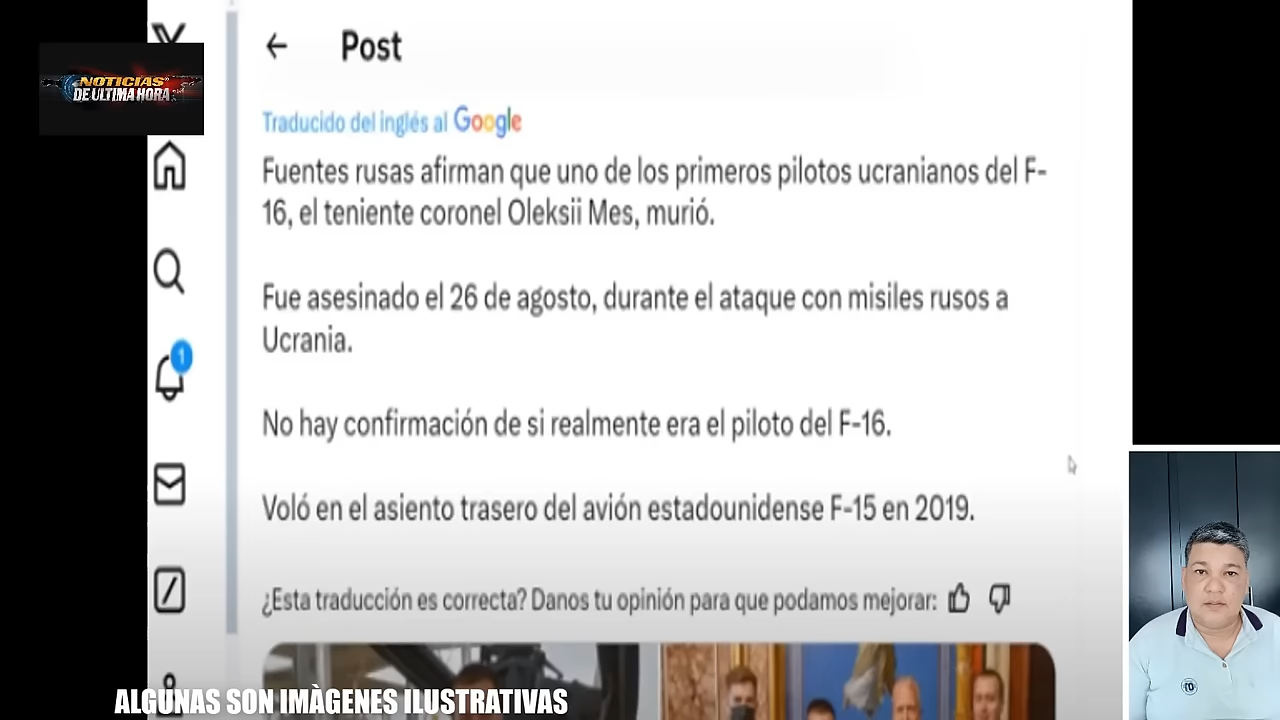 Post
NOTICIAS
DE ULTIMA HORA
Traducido del inglés al Google
Fuentes rusas afirman que uno de los primeros pilotos ucranianos del F-
16, el teniente coronel Oleksii Mes, murió.
Fue asesinado el 26 de agosto, durante el ataque con misiles rusos a
Ucrania.
1
No hay confirmación de si realmente era el piloto del F-16.
Voló en el asiento trasero del avión estadounidense F-15 en 2019.
¿Esta traducción es correcta? Danos tu opinión para que podamos mejorar:
ALGUNAS SON IMÀGENES ILUSTRATIVAS